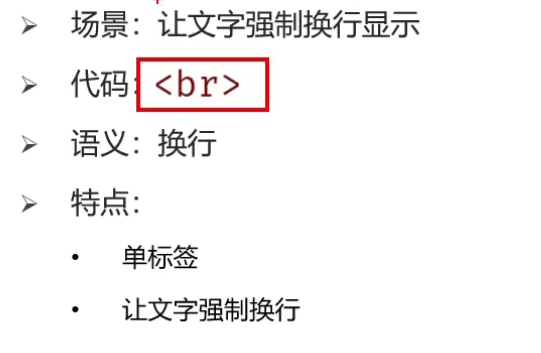 场景：让文字强制换行显示
代码：<br>
语义：换行
特点：
单标签
让文字强制换行